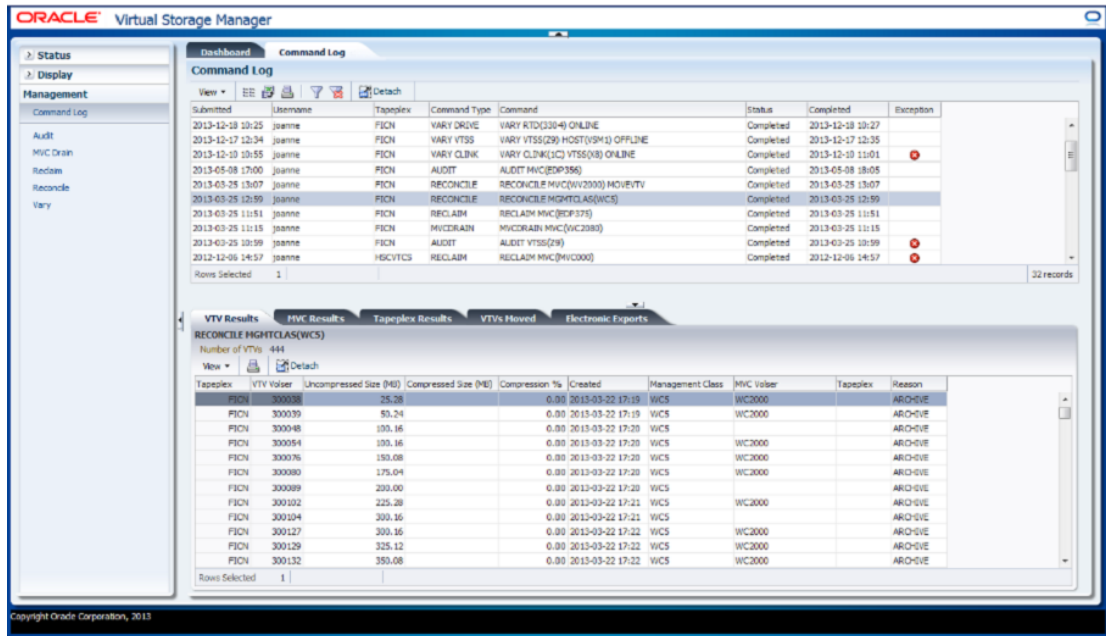 ORACLE Virtual Storage Manager
Status
Display
Management
Command Log
Audit
MVC Drain
Reclaim
Reconcile
Vary
Dashboard Command Log
Command Log
View Detach
Submitted Username Tapeplex Command Type Command Status Completed Exception
2013-12-18 10:25 joanne FICN VARY DRIVE VARY RTD(3304) ONLINE Completed 2013-12-18 10:27
2013-12-17 12:34 joanne FICN VARY VTSS VARY VTSS(Z9) HOST(VSM1) OFFLINE Completed 2013-12-17 12:35
2013-12-10 10:55 joanne FICN VARY CLINK VARY CLINK(1C) VTSS(X8) ONLINE Completed 2013-12-10 11:01
2013-05-08 17:00 joanne FICN AUDIT AUDIT MVC(EDP356) Completed 2013-05-08 18:05
2013-03-25 13:07 joanne FICN RECONCILE RECONCILE MVC(WV2000) MOVEVTV Completed 2013-03-25 13:07
2013-03-25 12:59 joanne FICN RECONCILE RECONCILE MGMTCLAS(WC5) Completed 2013-03-25 12:59
2013-03-25 11:51 joanne FICN RECLAIM RECLAIM MVC(EDP375) Completed 2013-03-25 11:51
2013-03-25 11:15 joanne FICN MVCDRAIN MVCDRAIN MVC(WC2080) Completed 2013-03-25 11:15
2013-03-25 10:59 joanne FICN AUDIT AUDIT VTSS(Z9) Completed 2013-03-25 10:59
2012-12-06 14:57 joanne HSCVTCS RECLAIM RECLAIM MVC(MVC000) Completed 2012-12-06 14:57
Rows Selected 1 32 records
VTV Results MVC Results Tapeplex Results VTVs Moved Electronic Exports
RECONCILE MGMTCLAS(WC5)
Number of VTVs 444
View Detach
Tapeplex VTV Volser Uncompressed Size (MB) Compressed Size (MB) Compression % Created Management Class MVC Volser Tapeplex Reason
FICN 300038 25.28 0.00 2013-03-22 17:19 WC5 WC2000 ARCHIVE
FICN 300039 50.24 0.00 2013-03-22 17:19 WC5 WC2000 ARCHIVE
FICN 300048 100.16 0.00 2013-03-22 17:20 WC5 ARCHIVE
FICN 300054 100.16 0.00 2013-03-22 17:20 WC5 WC2000 ARCHIVE
FICN 300076 150.08 0.00 2013-03-22 17:20 WC5 WC2000 ARCHIVE
FICN 300080 175.04 0.00 2013-03-22 17:20 WC5 WC2000 ARCHIVE
FICN 300089 200.00 0.00 2013-03-22 17:20 WC5 ARCHIVE
FICN 300102 225.28 0.00 2013-03-22 17:21 WC5 WC2000 ARCHIVE
FICN 300104 300.16 0.00 2013-03-22 17:21 WC5 ARCHIVE
FICN 300127 300.16 0.00 2013-03-22 17:22 WC5 WC2000 ARCHIVE
FICN 300129 325.12 0.00 2013-03-22 17:22 WC5 WC2000 ARCHIVE
FICN 300132 350.08 0.00 2013-03-22 17:22 WC5 WC2000 ARCHIVE
Rows Selected 1
Copyright Oracle Corporation, 2013